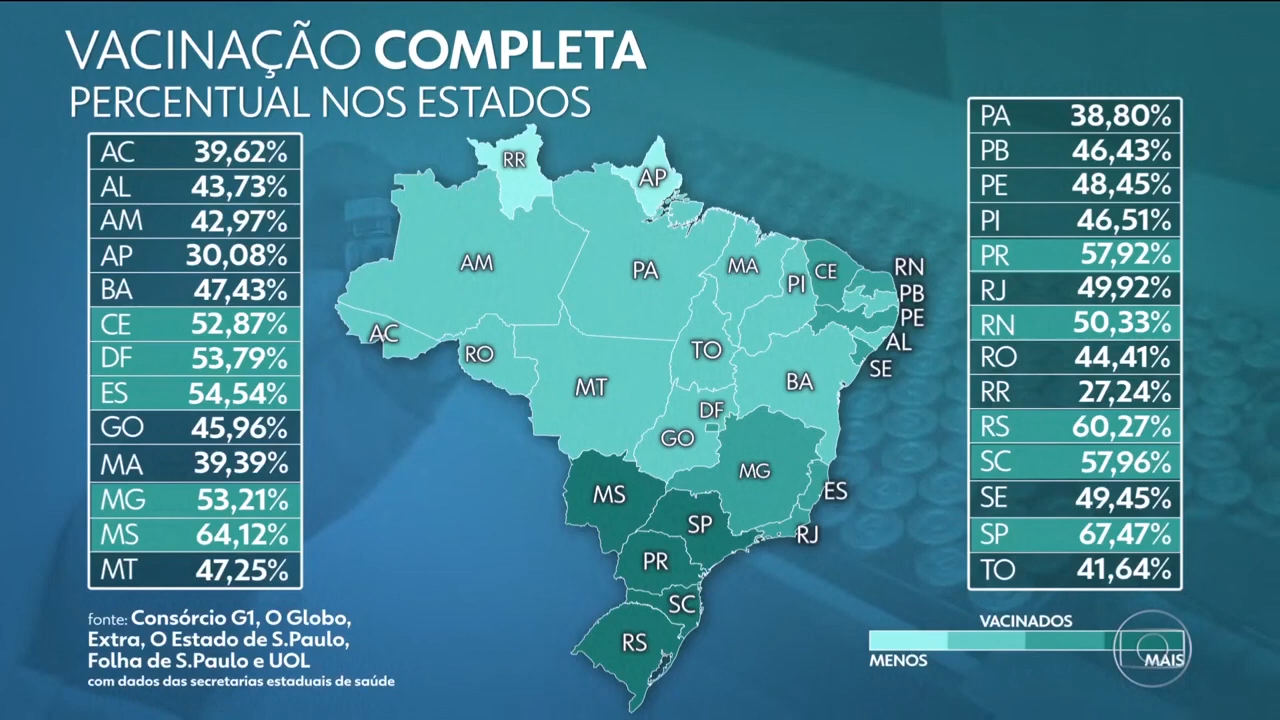 VACINAÇÃO COMPLETA
PERCENTUAL NOS ESTADOS
AC 39,62%
AL 43,73%
AM 42,97%
AP 30,08%
BA 47,43%
CE 52,87%
DF 53,79%
ES 54,54%
GO 45,96%
MA 39,39%
MG 53,21%
MS 64,12%
MT 47,25%
fonte: Consórcio G1, O Globo,
Extra, O Estado de S.Paulo,
Folha de S.Paulo e UOL
com dados das secretarias estaduais de saúde
RR
AP
AM
PA
MA
PI
CE
RN
PB
PE
AL
SE
AC
RO
TO
MT
BA
DF
GO
MG
ES
MS
SP
RJ
PR
SC
RS
PA 38,80%
PB 46,43%
PE 48,45%
PI 46,51%
PR 57,92%
RJ 49,92%
RN 50,33%
RO 44,41%
RR 27,24%
RS 60,27%
SC 57,96%
SE 49,45%
SP 67,47%
TO 41,64%
VACINADOS
MENOS MAIS